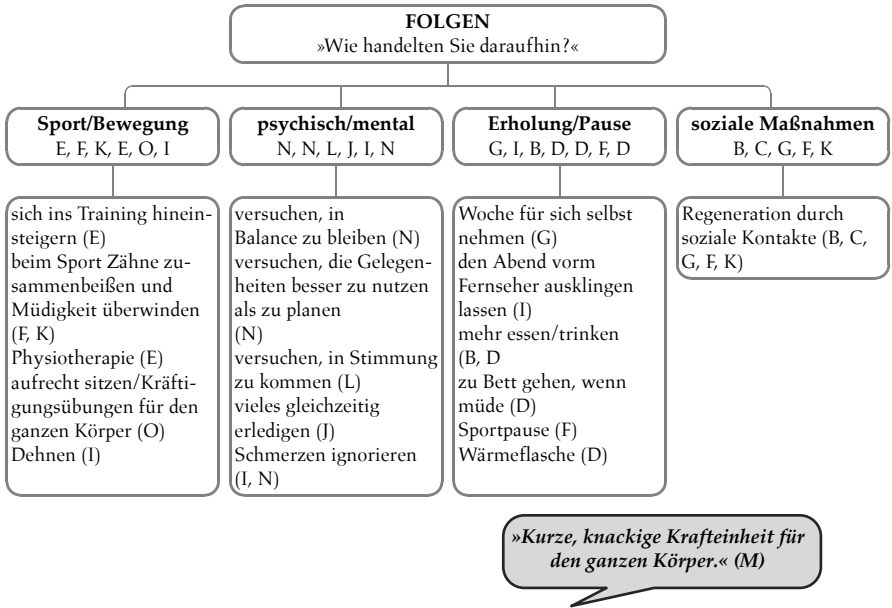 FOLGEN
»Wie handelten Sie daraufhin?«
Sport/Bewegung
E, F, K, E, O, I
psychisch/mental
N, N, L, J, I, N
Erholung/Pause
G, I, B, D, D, F, D
soziale Maßnahmen
B, C, G, F, K
sich ins Training hinein-
steigern (E)
beim Sport Zähne zu-
sammenbeißen und
Müdigkeit überwinden
(F, K)
Physiotherapie (E)
aufrecht sitzen/Kräfti-
gungsübungen für den
ganzen Körper (O)
Dehnen (I)
versuchen, in
Balance zu bleiben (N)
versuchen, die Gelegen-
heiten besser zu nutzen
als zu planen
(N)
versuchen, in Stimmung
zu kommen (L)
vieles gleichzeitig
erledigen (J)
Schmerzen ignorieren
(I, N)
Woche für sich selbst
nehmen (G)
den Abend vorm
Fernseher ausklingen
lassen (I)
mehr essen/trinken
(B, D
zu Bett gehen, wenn
müde (D)
Sportpause (F)
Wärmeflasche (D)
Regeneration durch
soziale Kontakte (B, C,
G, F, K)
»Kurze, knackige Krafteinheit für
den ganzen Körper.« (M)